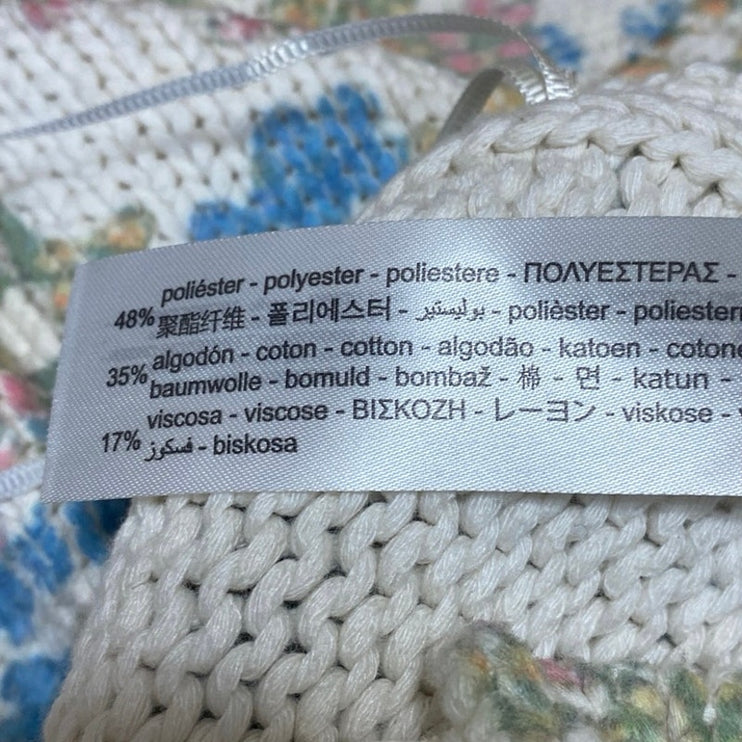 48% poliéster - polyester - poliestere - ΠΟΛΥΕΣΤΕΡΑΣ -
聚酯纤维 - 폴리에스터 - بوليستير - polièster - poliestern
35% algodón - coton - cotton - algodão - katoen - cotone
baumwolle - bomuld - bombaž - 棉 - 면 - katun -
17% viscosa - viscose - ΒΙΣΚΟΖΗ - レーヨン - viskose -
فسكوز - biskosa